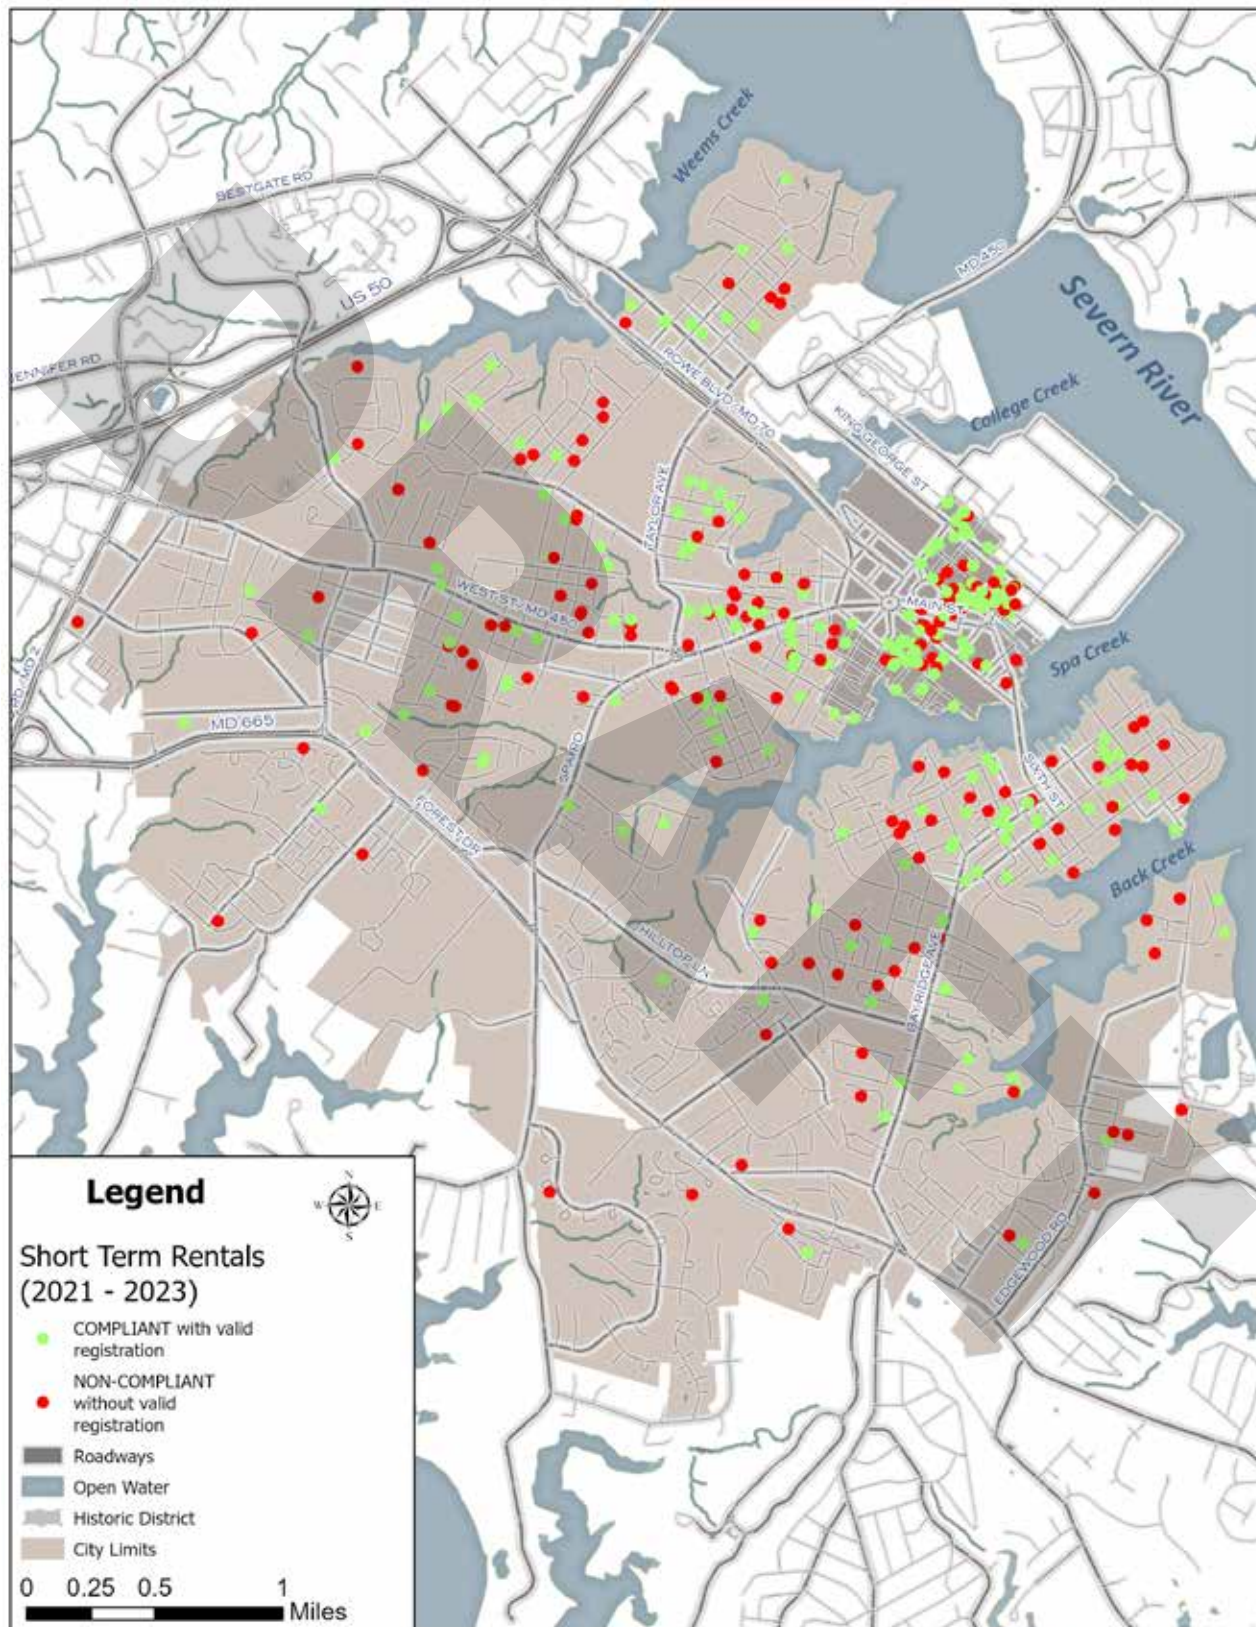 Weems Creek
BESTGATE RD
MD 450
US 50
Severn River
JENNIFER RD
ROWE BLVD/MD 70
College Creek
KING GEORGE ST
TAYLOR AVE
WEST ST/MD 450
MAIN ST
Spa Creek
RD/MD 2
MD 665
SPA RD
SIXTH ST
FOREST DR
Back Creek
HILLTOP LN
BAY RIDGE AVE
EDGEWOOD RD
DRAFT
Legend
N
W E
S
Short Term Rentals
(2021 - 2023)
COMPLIANT with valid
registration
NON-COMPLIANT
without valid
registration
Roadways
Open Water
Historic District
City Limits
0 0.25 0.5 1
Miles